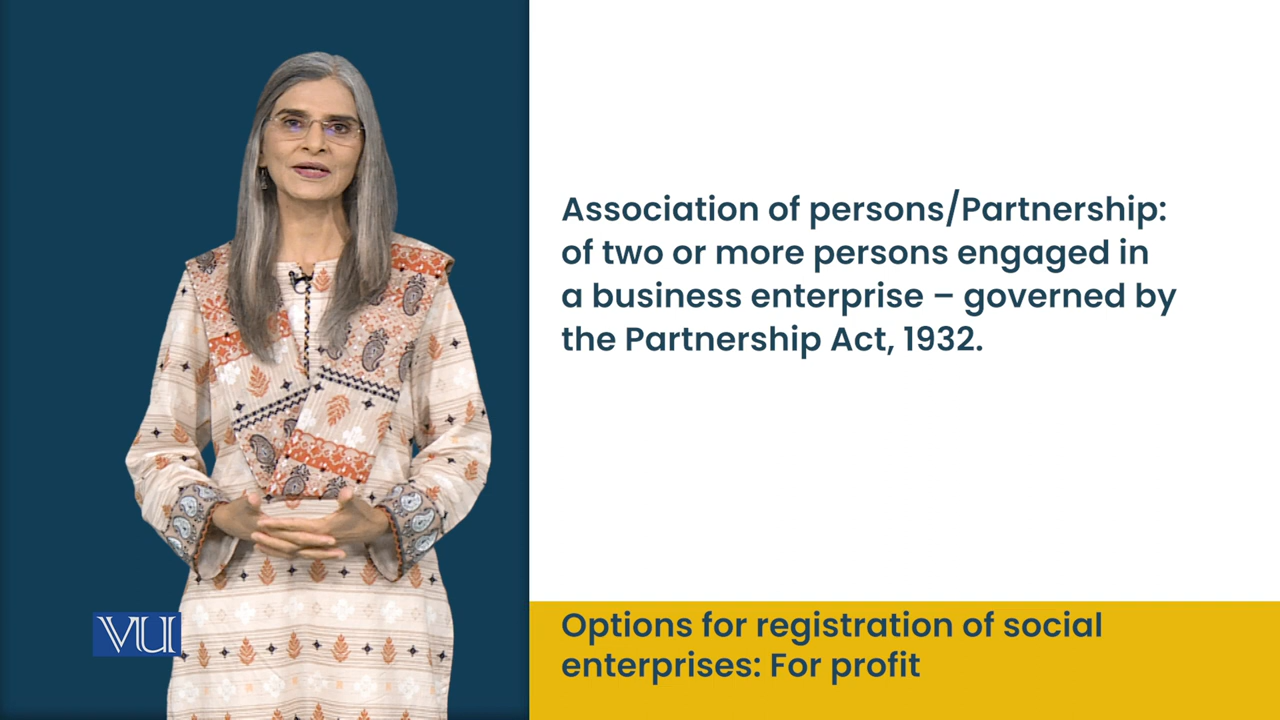 Association of persons/Partnership:
of two or more persons engaged in
a business enterprise – governed by
the Partnership Act, 1932.
VU
Options for registration of social
enterprises: For profit